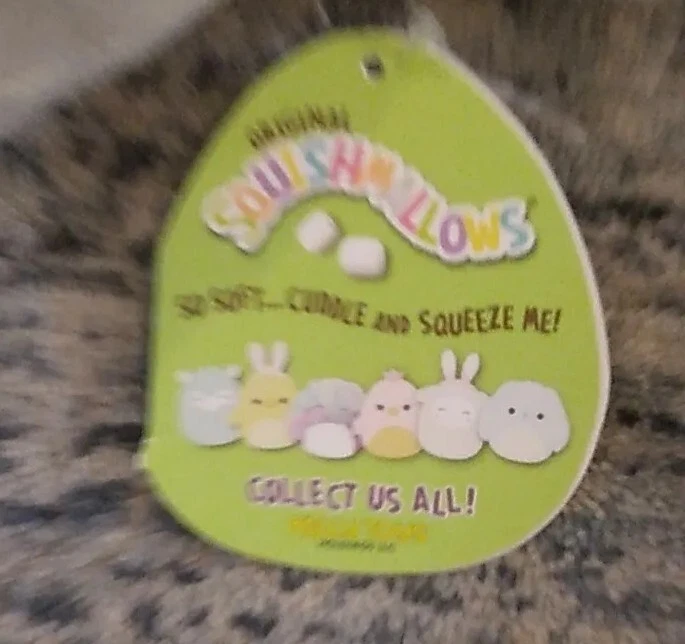 ORIGINAL
SQUISHMALLOWS
SO SOFT... CUDDLE AND SQUEEZE ME!
COLLECT US ALL!